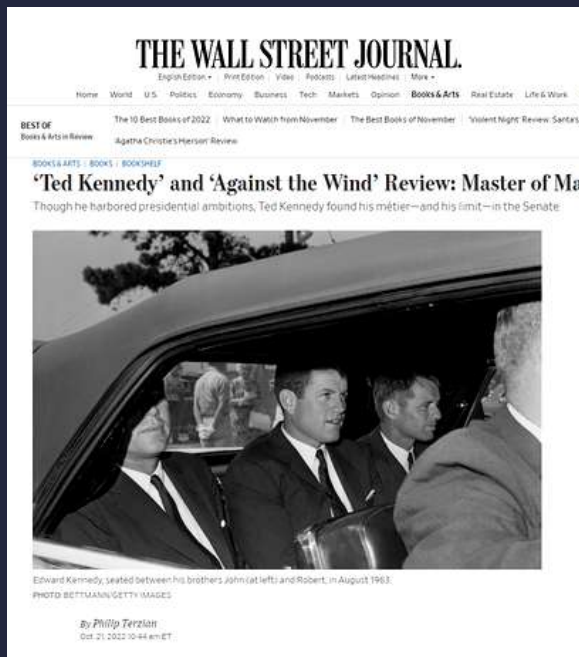 THE WALL STREET JOURNAL.
English Edition Print Edition Video Podcasts Latest Headlines More
Home World U.S. Politics Economy Business Tech Markets Opinion Books & Arts Real Estate Life & Work
BEST OF
Books & Arts in Review
The 10 Best Books of 2022 What to Watch from November The Best Books of November 'Violent Night' Review: Santa's
'Agatha Christie's Hjerson' Review
BOOKS & ARTS BOOKS BOOKSHELF
'Ted Kennedy' and 'Against the Wind' Review: Master of Ma
Though he harbored presidential ambitions, Ted Kennedy found his métier—and his limit—in the Senate
Edward Kennedy, seated between his brothers John (at left) and Robert, in August 1963.
PHOTO: BETTMANN/GETTY IMAGES
By Philip Terzian
Oct. 21, 2022 10:44 am ET